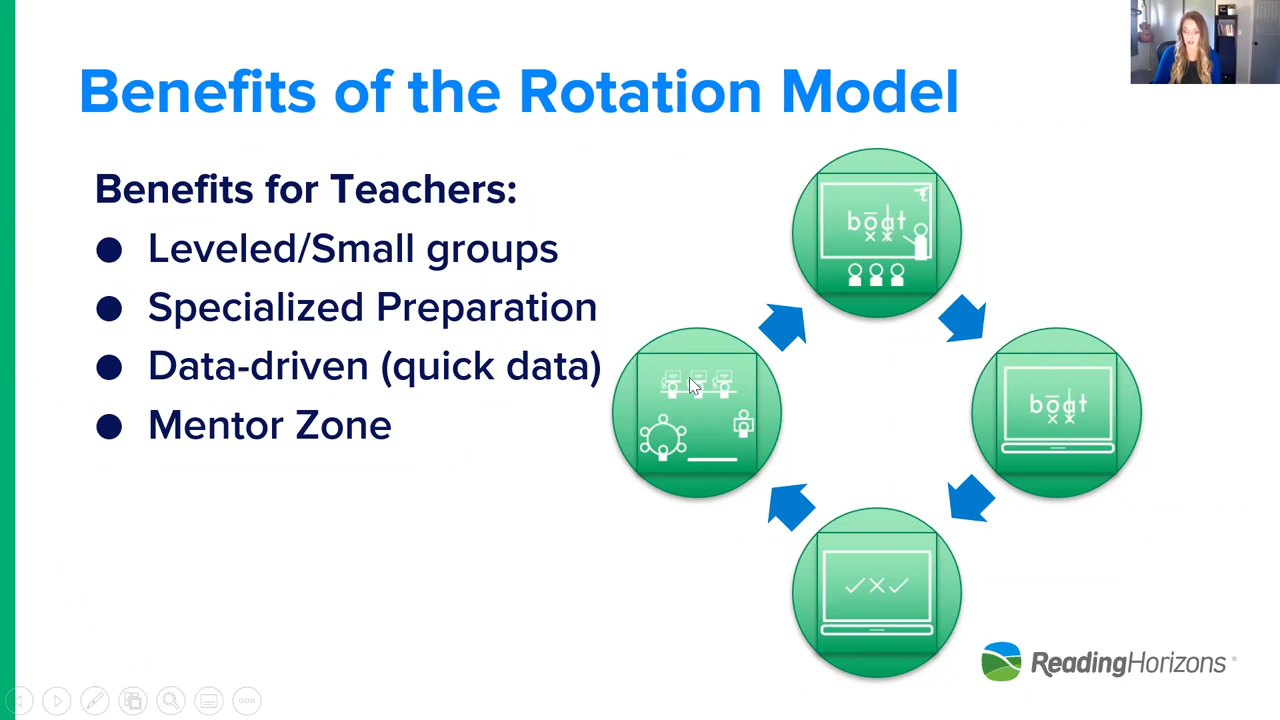 Benefits of the Rotation Model
Benefits for Teachers:
● Leveled/Small groups
● Specialized Preparation
● Data-driven (quick data)
● Mentor Zone
bōat
bōat
ReadingHorizons®